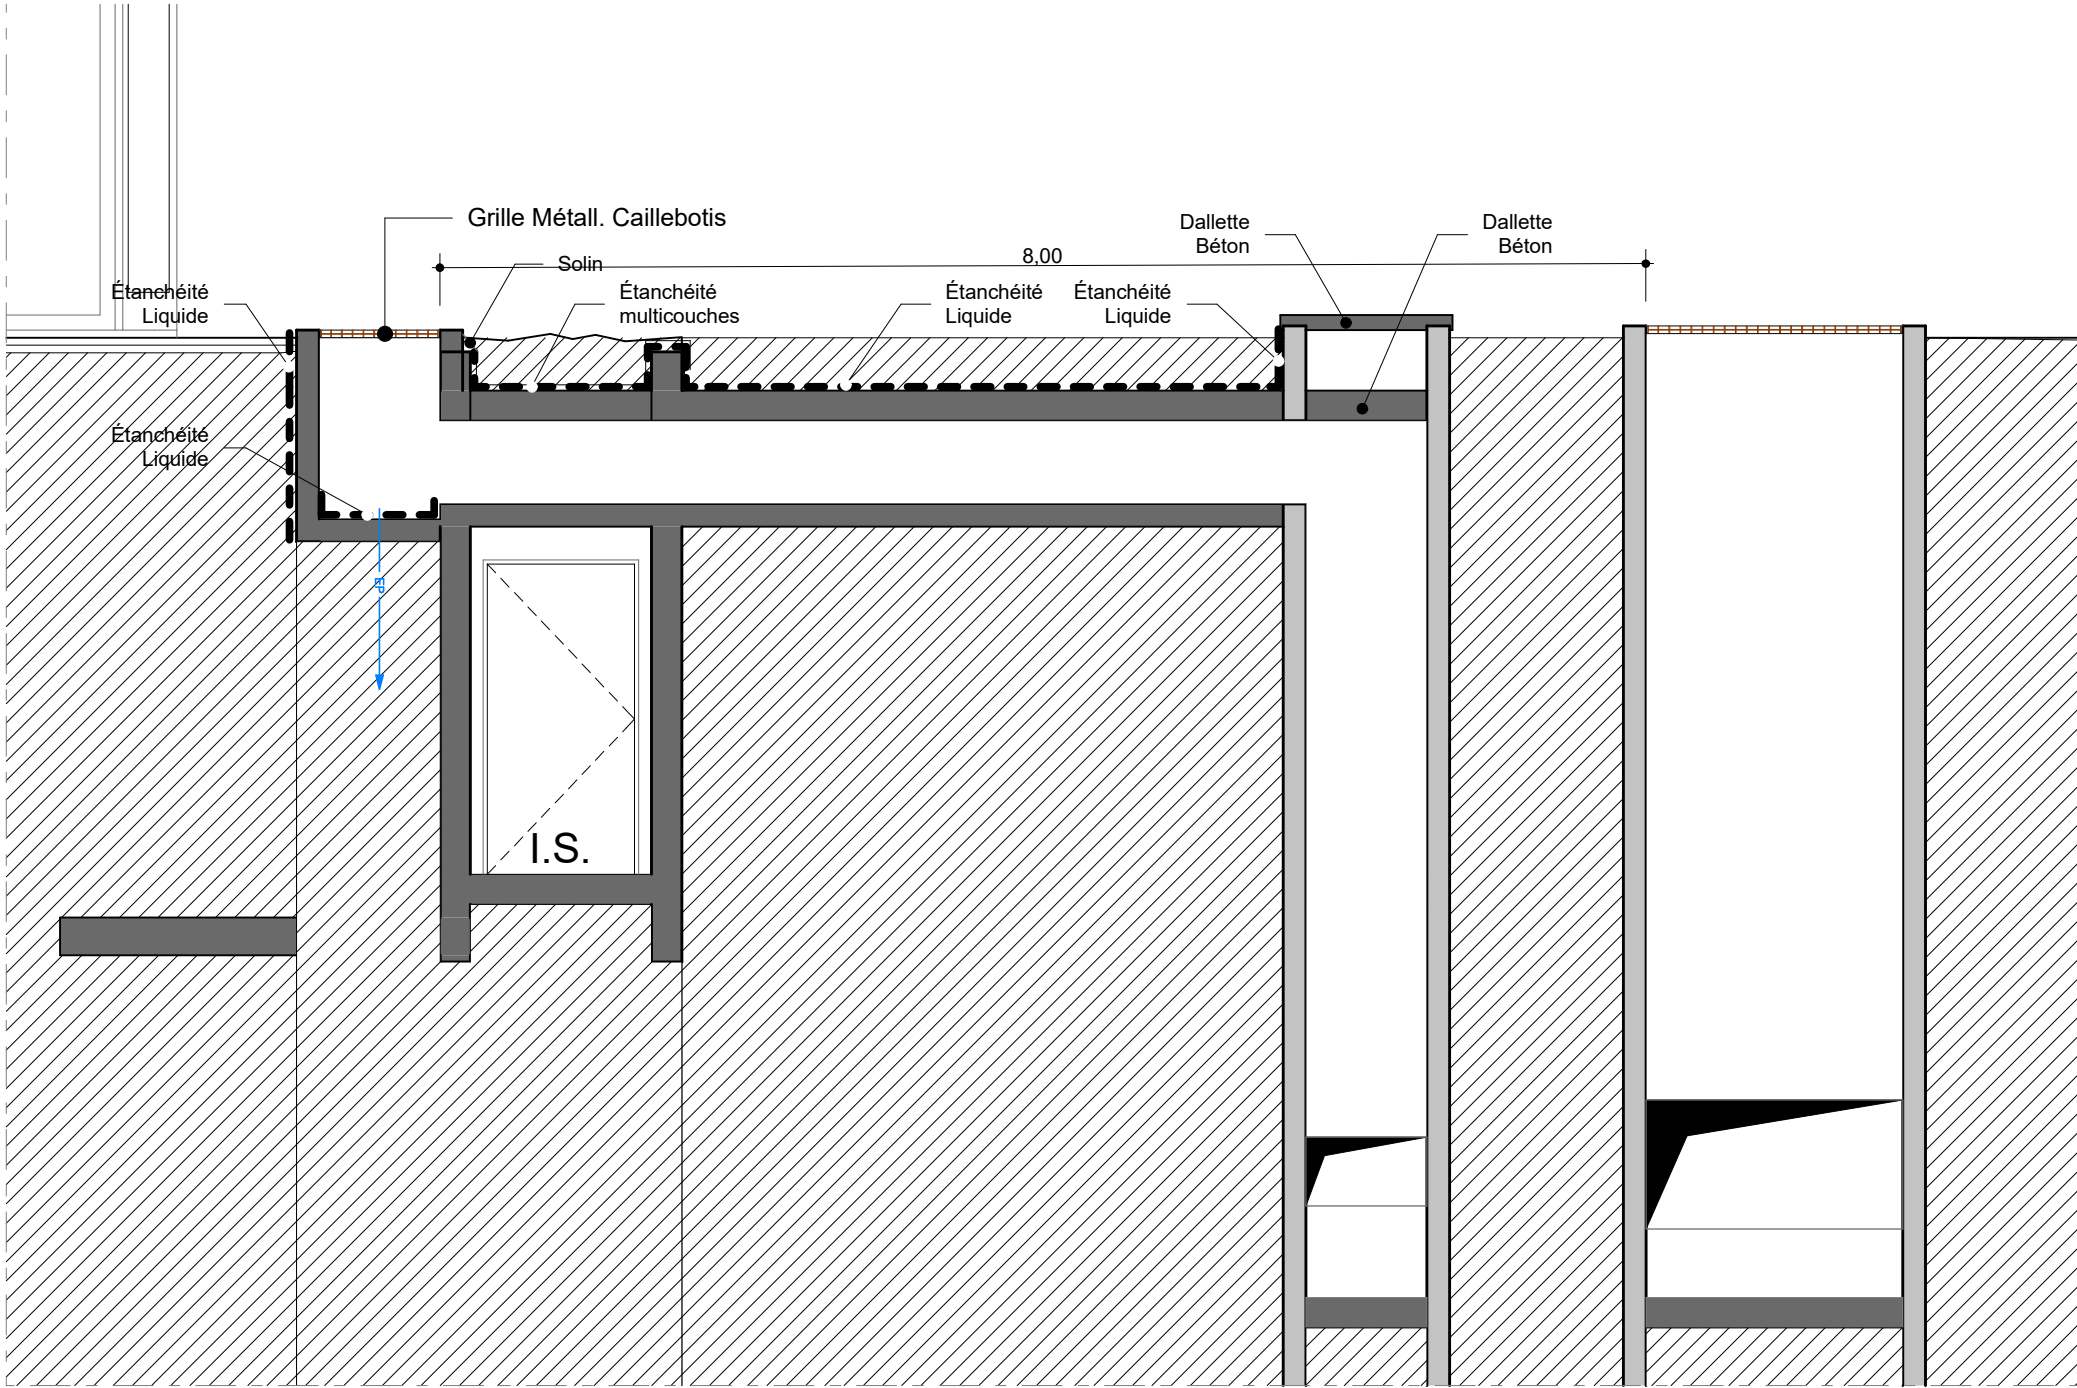 Grille Métall. Caillebotis
Dallette
Béton
Dallette
Béton
8,00
Solin
Étanchéité
Liquide
Étanchéité
multicouches
Étanchéité
Liquide
Étanchéité
Liquide
Étanchéité
Liquide
EP
I.S.